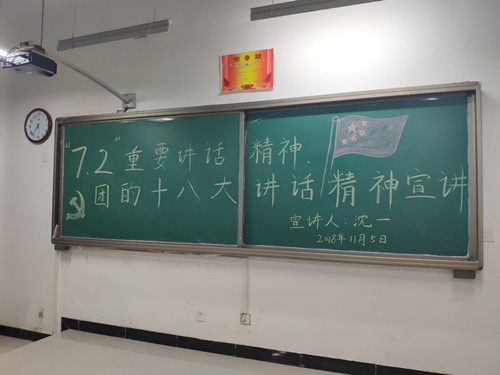 "7.2"重要讲话精神、
团的十八大讲话精神宣讲
宣讲人:沈一
2018年11月5日